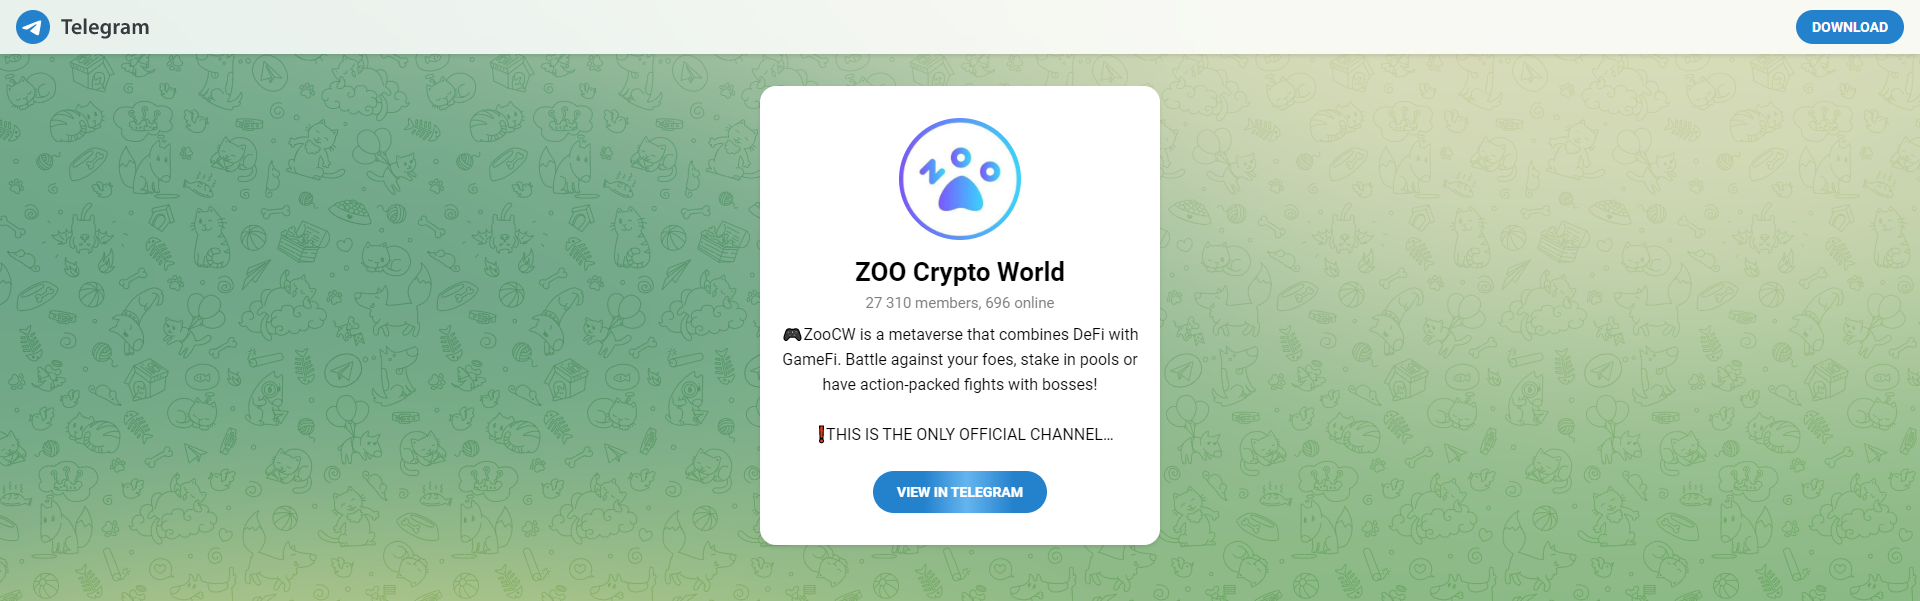 Telegram
DOWNLOAD
ZOO
ZOO Crypto World
27 310 members, 696 online
🎮ZooCW is a metaverse that combines DeFi with
GameFi. Battle against your foes, stake in pools or
have action-packed fights with bosses!
❗THIS IS THE ONLY OFFICIAL CHANNEL...
VIEW IN TELEGRAM